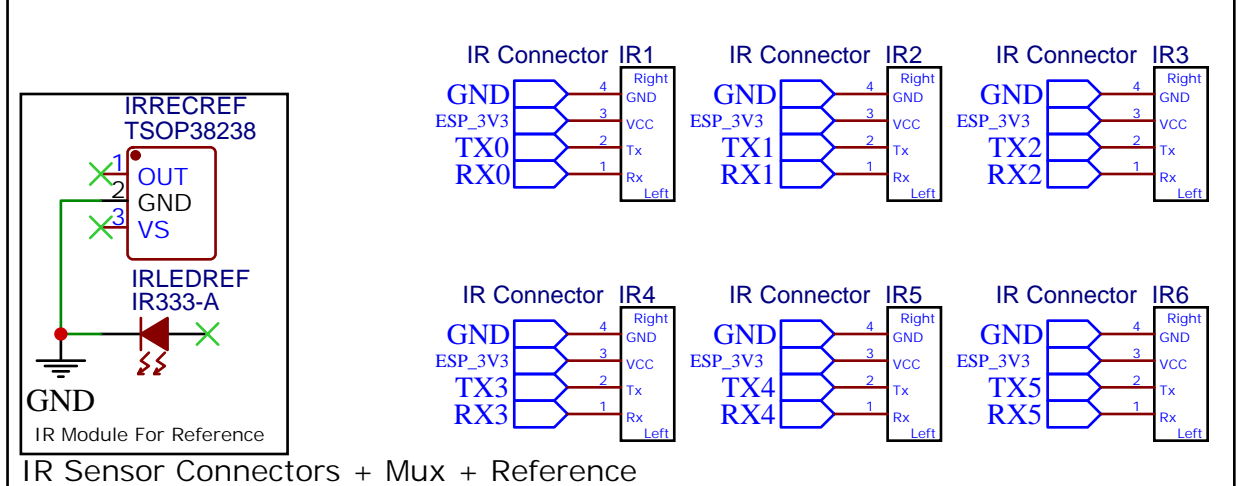 IRRECREF
TSOP38238
1
OUT
2
GND
3
VS
IRLEDREF
IR333-A
GND
IR Module For Reference
IR Connector IR1
Right
GND 4 GND
ESP_3V3 3 VCC
TX0 2 Tx
RX0 1 Rx
Left
IR Connector IR2
Right
GND 4 GND
ESP_3V3 3 VCC
TX1 2 Tx
RX1 1 Rx
Left
IR Connector IR3
Right
GND 4 GND
ESP_3V3 3 VCC
TX2 2 Tx
RX2 1 Rx
Left
IR Connector IR4
Right
GND 4 GND
ESP_3V3 3 VCC
TX3 2 Tx
RX3 1 Rx
Left
IR Connector IR5
Right
GND 4 GND
ESP_3V3 3 VCC
TX4 2 Tx
RX4 1 Rx
Left
IR Connector IR6
Right
GND 4 GND
ESP_3V3 3 VCC
TX5 2 Tx
RX5 1 Rx
Left
IR Sensor Connectors + Mux + Reference